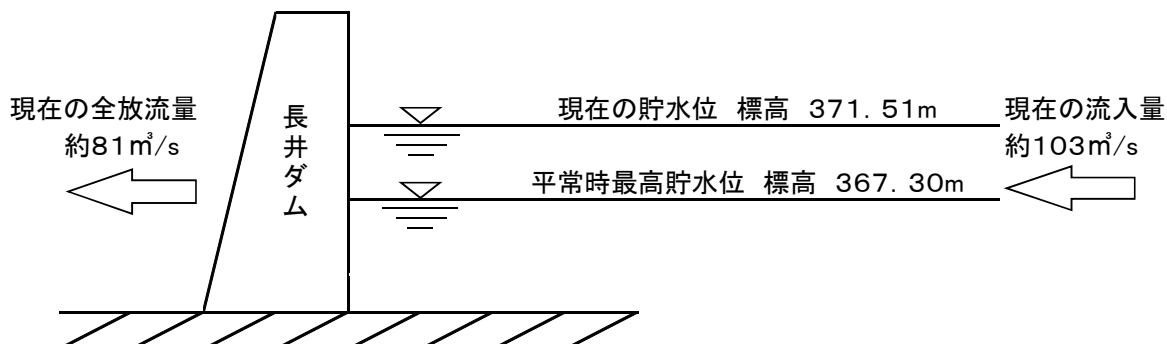 現在の全放流量
約81㎥/s
長井ダム
現在の貯水位 標高 371.51m
平常時最高貯水位 標高 367.30m
現在の流入量
約103㎥/s